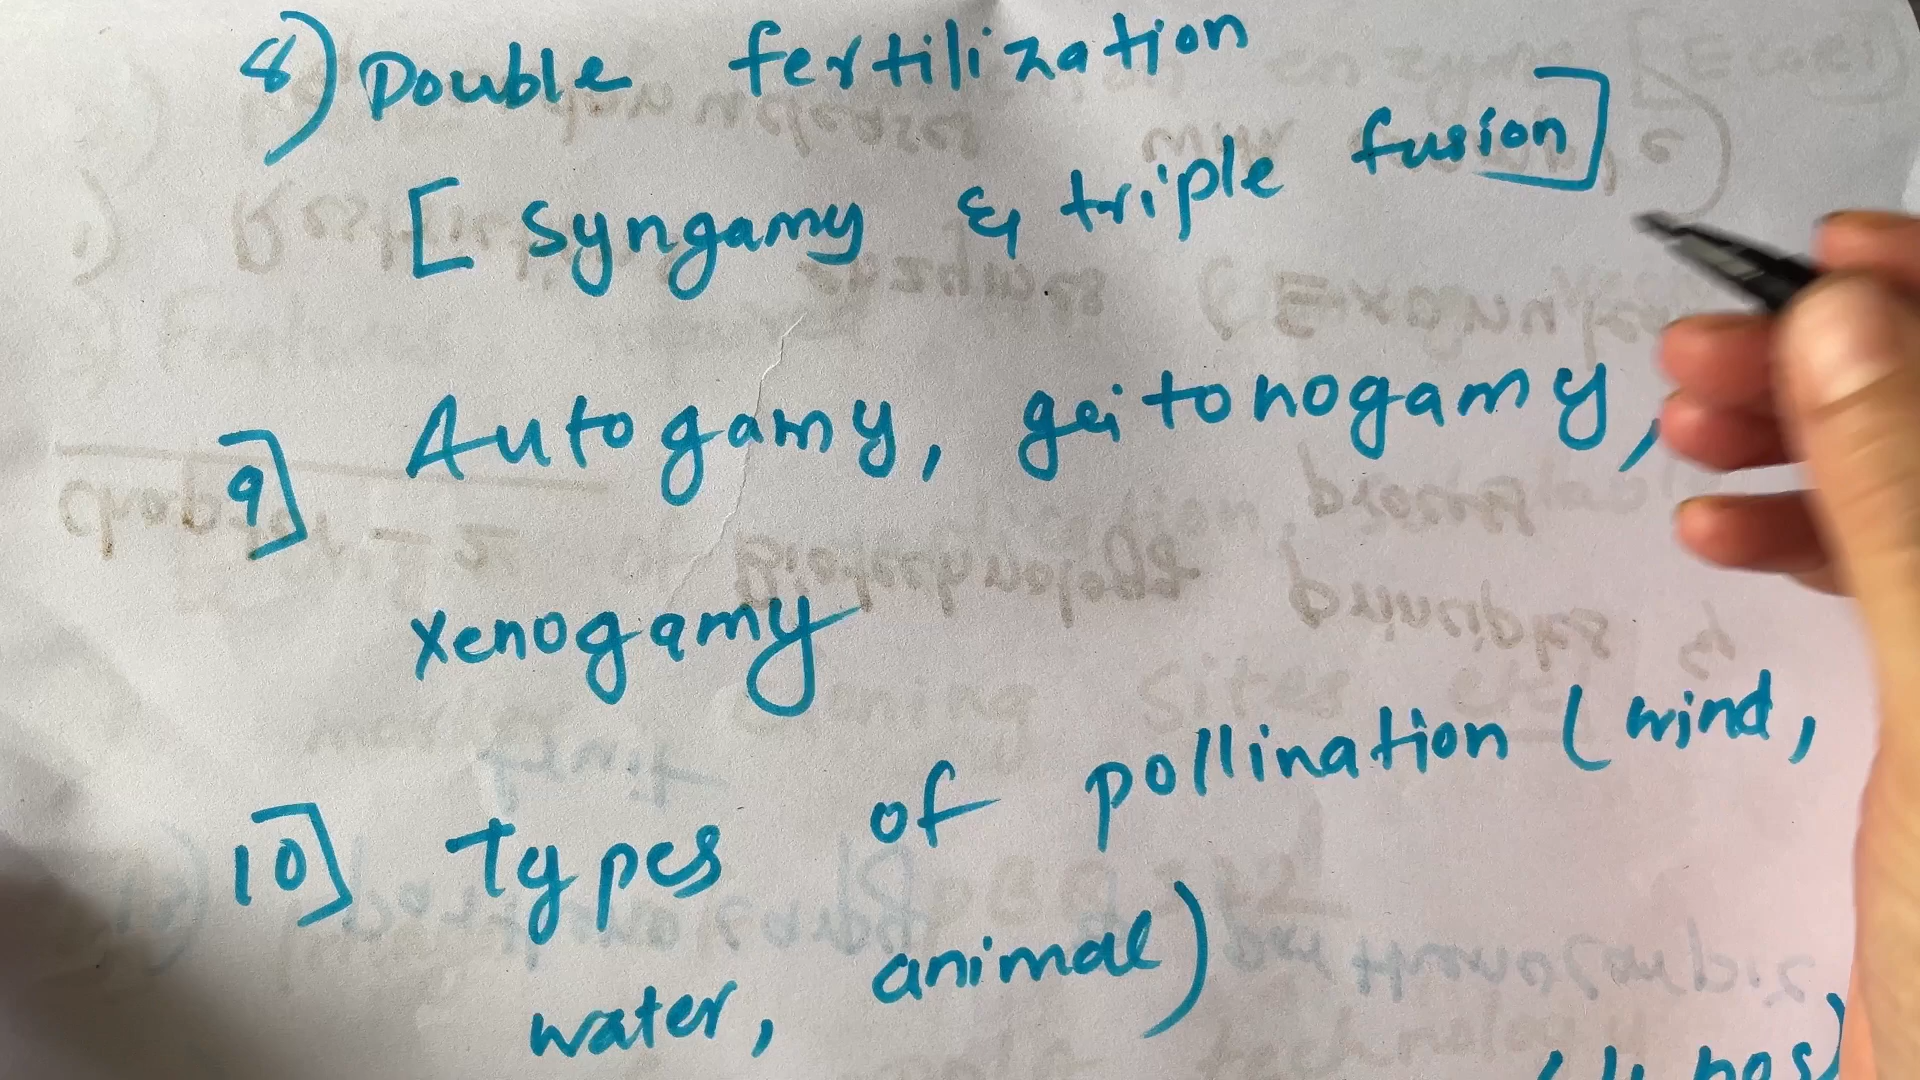 8) Double fertilization
[ Syngamy & triple fusion]
9] Autogamy, geitonogamy,
xenogamy
10] Types of pollination (wind,
water, animal)